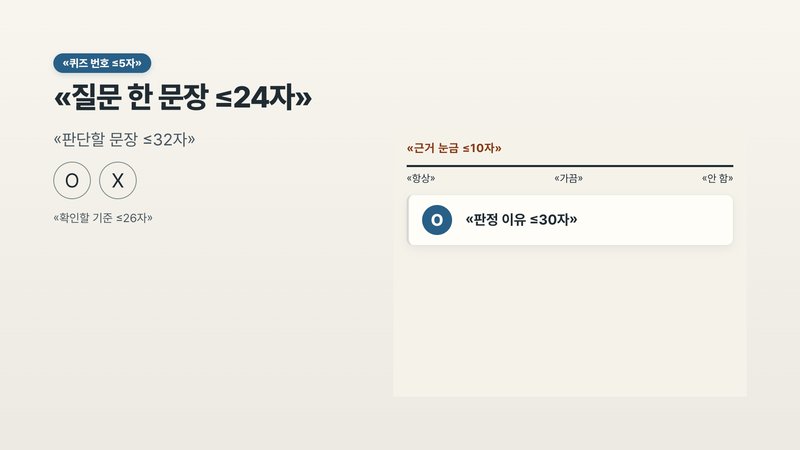 «퀴즈 번호 ≤5자»
«질문 한 문장 ≤24자»
«판단할 문장 ≤32자»
O X
«확인할 기준 ≤26자»
«근거 눈금 ≤10자»
«항상» «가끔» «안 함»
O «판정 이유 ≤30자»